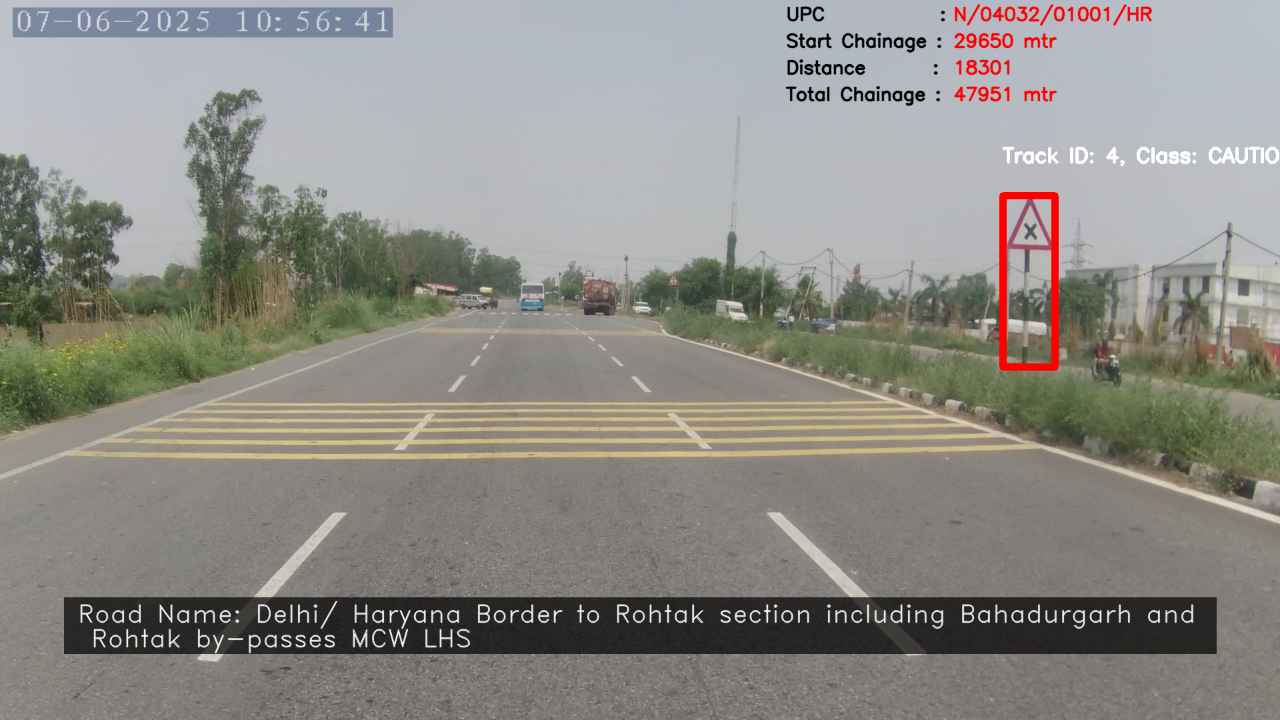 07-06-2025 10:56:41
UPC : N/04032/01001/HR
Start Chainage : 29650 mtr
Distance : 18301
Total Chainage : 47951 mtr
Track ID: 4, Class: CAUTIO
Road Name: Delhi/ Haryana Border to Rohtak section including Bahadurgarh and
Rohtak by-passes MCW LHS